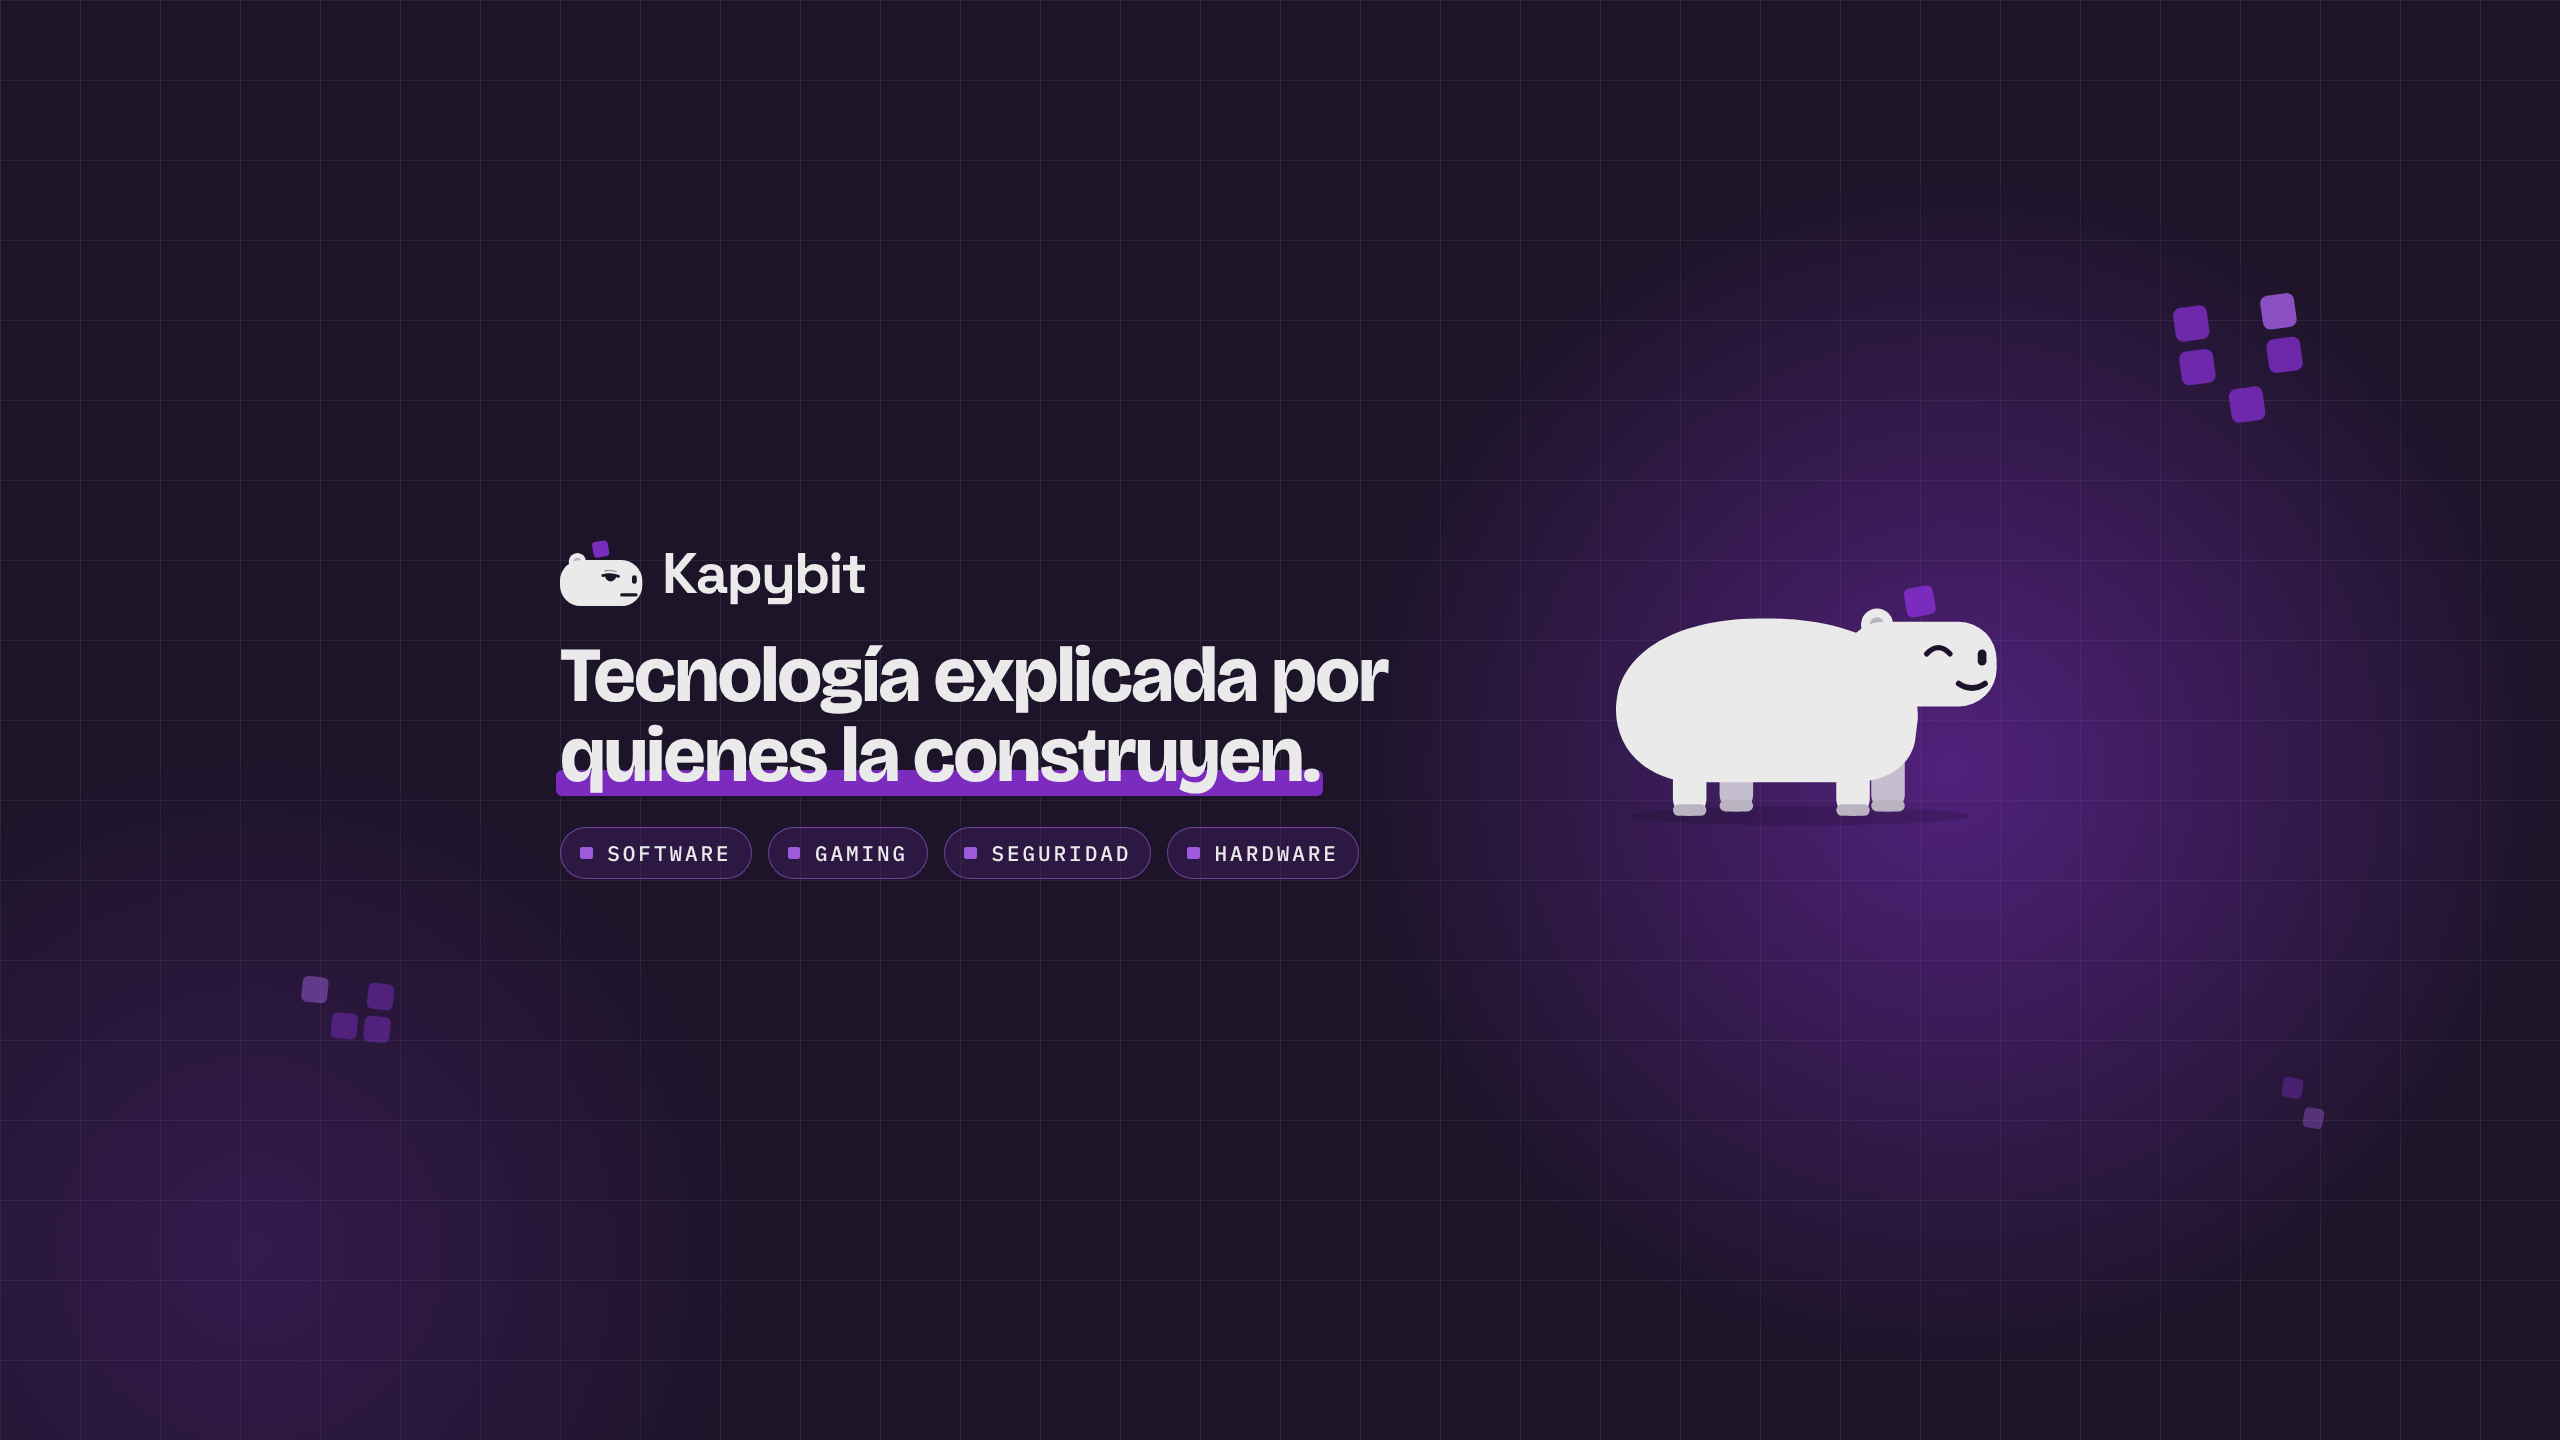 Kapybit
Tecnología explicada por
quienes la construyen.
SOFTWARE
GAMING
SEGURIDAD
HARDWARE